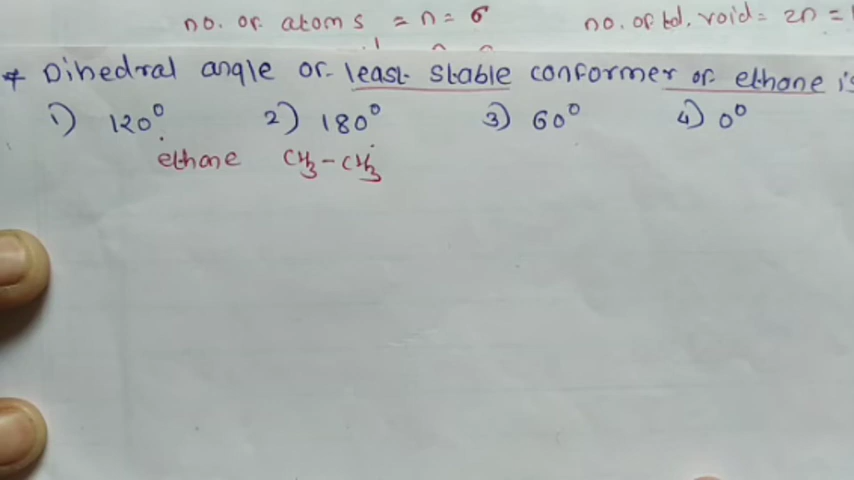 no. of atoms = n = 6 no. of td. void = 2n =
* Dihedral angle of least stable conformer of ethane is
1) 120° 2) 180° 3) 60° 4) 0°
ethane CH3-CH3